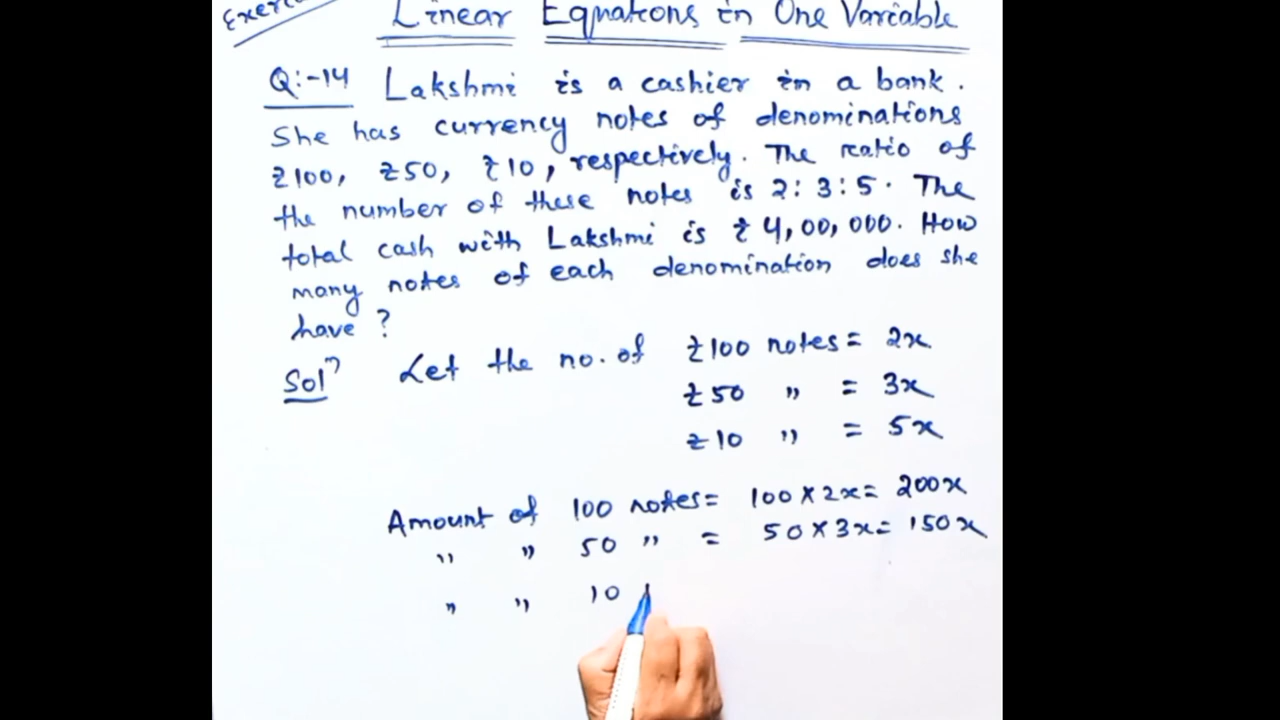 Linear Equations in One Variable
Q:-14 Lakshmi is a cashier in a bank.
She has currency notes of denominations
₹100, ₹50, ₹10, respectively. The ratio of
the number of these notes is 2:3:5. The
total cash with Lakshmi is ₹ 4,00,000. How
many notes of each denomination does she
have ?
Solⁿ Let the no. of ₹100 notes = 2x
₹50 " = 3x
₹10 " = 5x
Amount of 100 notes = 100×2x= 200x
" " 50 " = 50×3x= 150x
" " 10